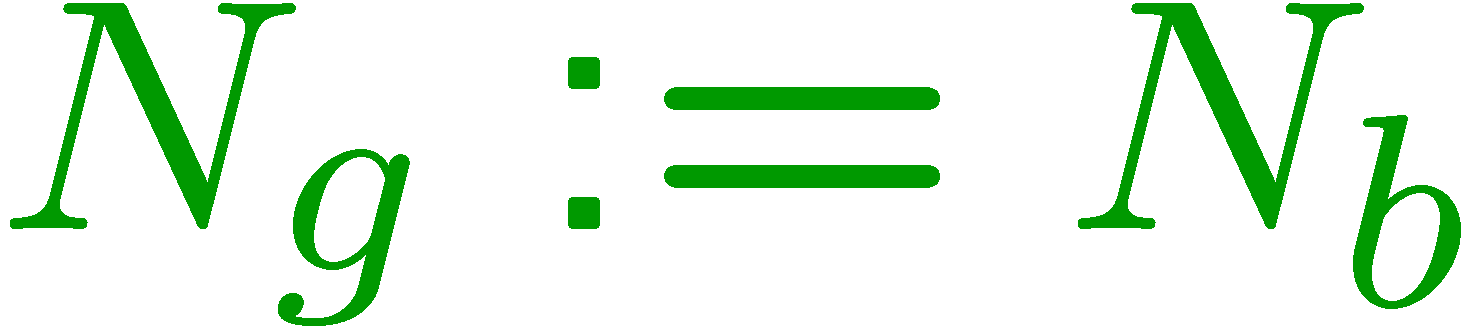 N_g := N_b